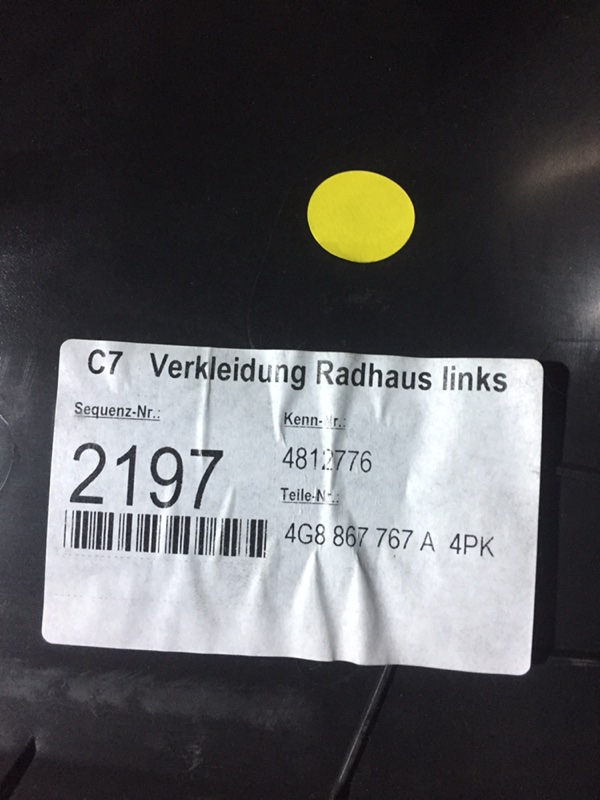 C7 Verkleidung Radhaus links
Sequenz-Nr.:
Kenn-Nr.:
2197
4812776
Teile-Nr.:
4G8 867 767 A 4PK